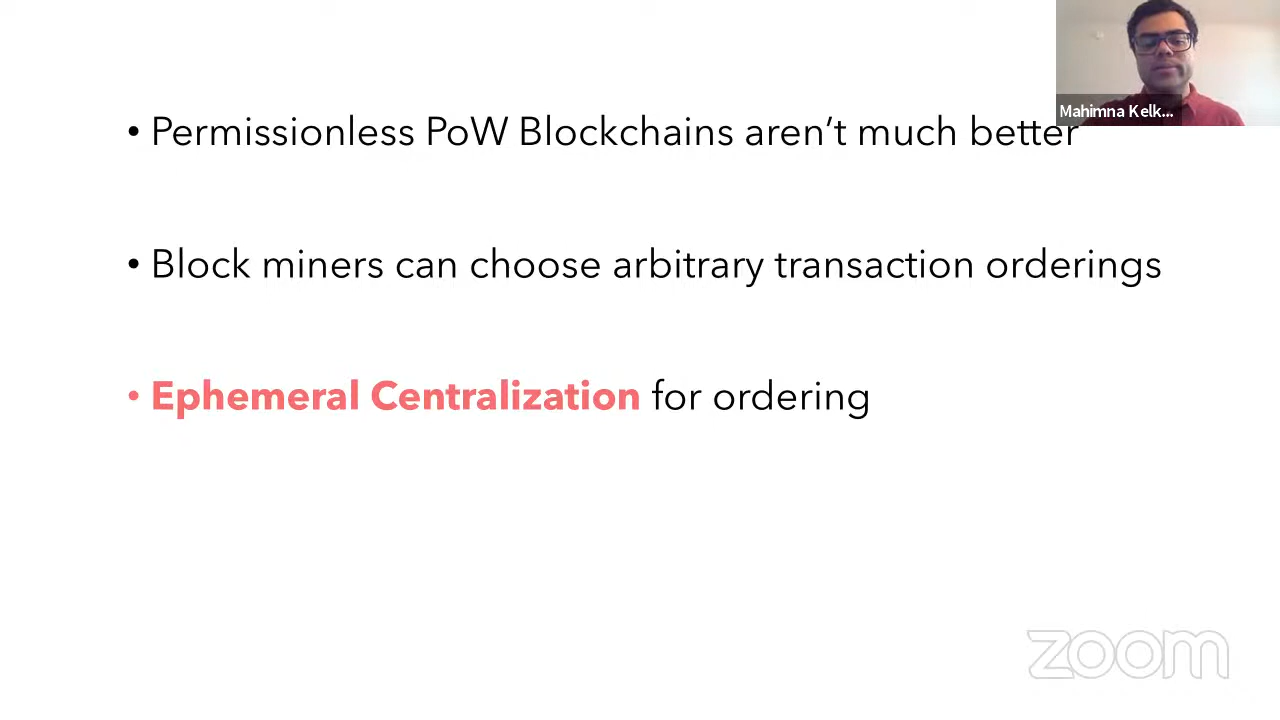 • Permissionless PoW Blockchains aren’t much better
Mahimna Kelk...
• Block miners can choose arbitrary transaction orderings
• Ephemeral Centralization for ordering
zoom